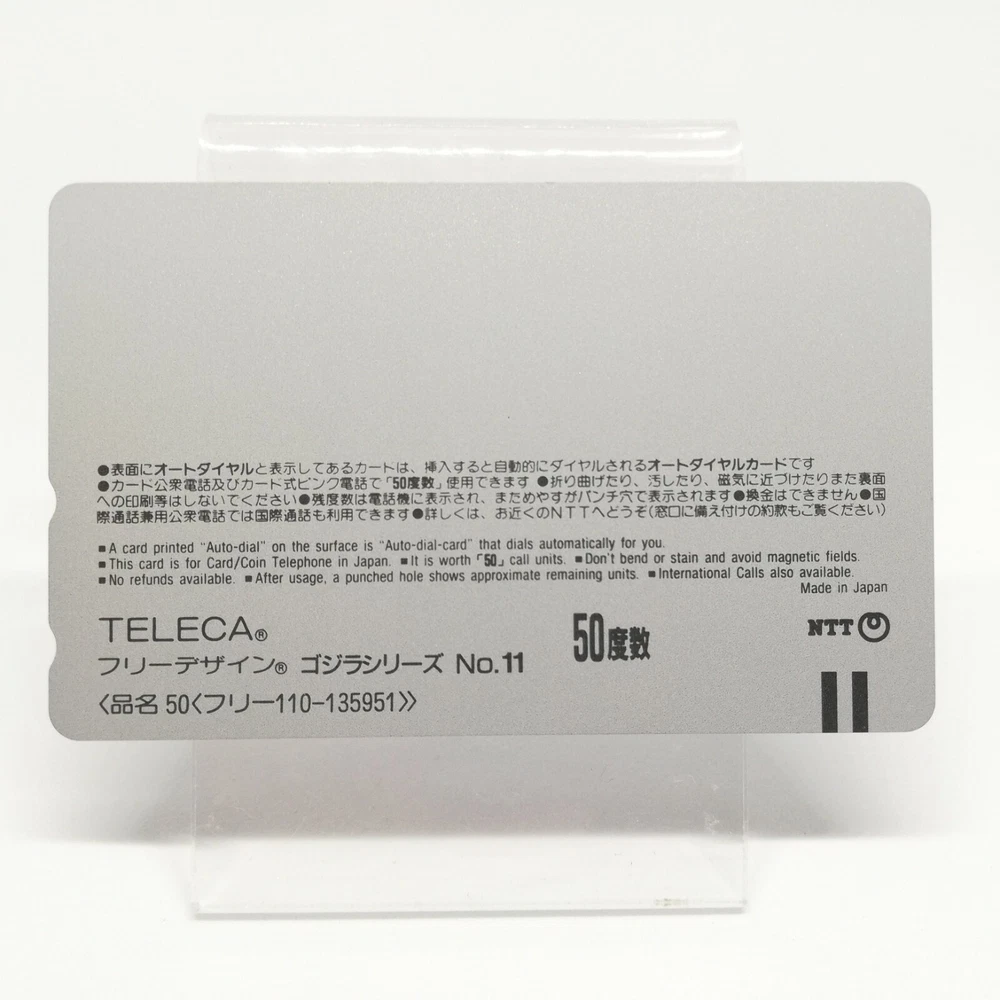 ●表面にオートダイヤルと表示してあるカートは、挿入すると自動的にダイヤルされるオートダイヤルカードです
●カード公衆電話及びカード式ピンク電話で「50度数」使用できます ●折り曲げたり、汚したり、磁気に近づけたりまた裏面
への印刷等はしないでください●残度数は電話機に表示され、まためやすがパンチ穴で表示されます●換金はできません●国
際通話兼用公衆電話では国際通話も利用できます●詳しくは、お近くのNTTへどうぞ(窓口に備え付けの約款もご覧ください)
■A card printed "Auto-dial" on the surface is "Auto-dial-card" that dials automatically for you.
■This card is for Card/Coin Telephone in Japan. ■It is worth「50」call units. ■Don't bend or stain and avoid magnetic fields.
■No refunds available. ■After usage, a punched hole shows approximate remaining units. ■International Calls also available.
Made in Japan
TELECA®
フリーデザイン® ゴジラシリーズ No.11
50度数
NTT
〈品名 50〈フリー110-135951〉〉